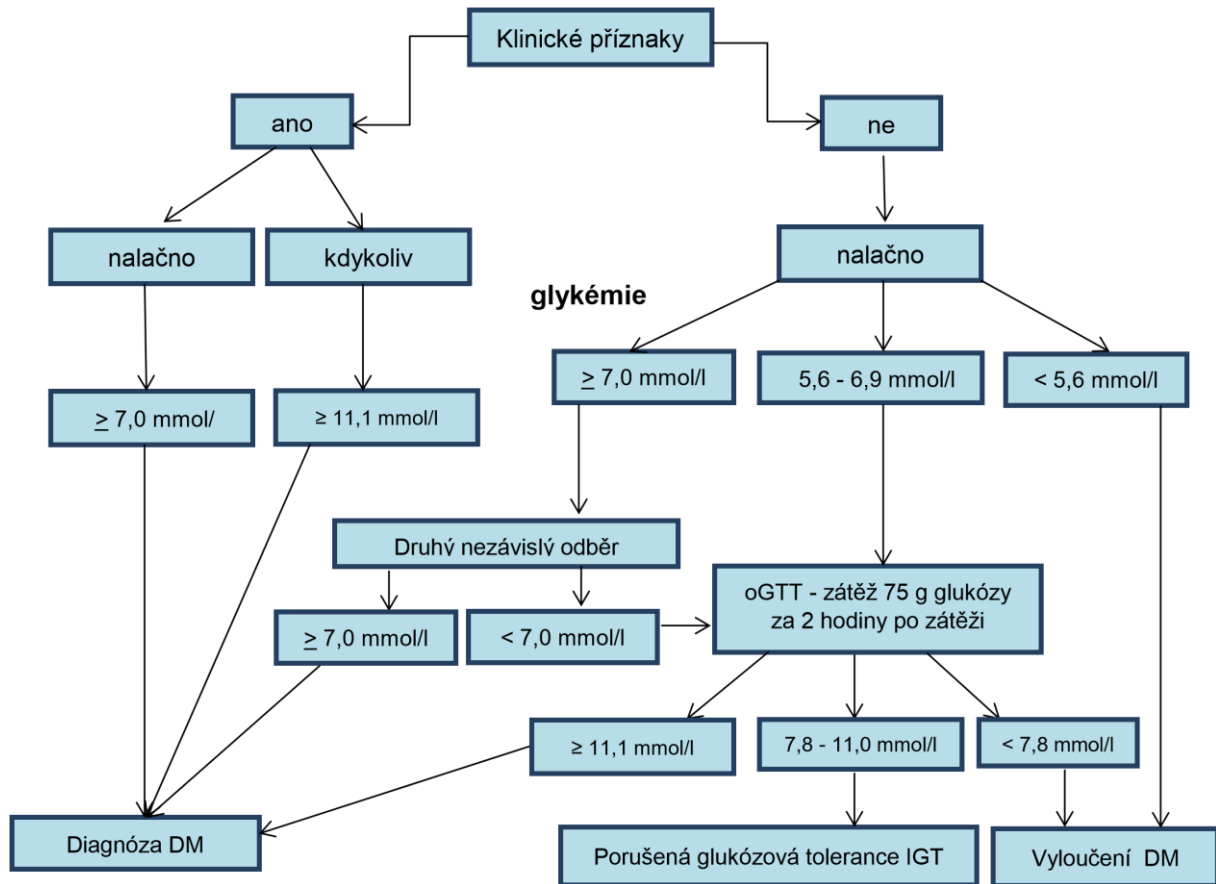 Klinické příznaky
ano
ne
nalačno
kdykoliv
nalačno
glykémie
≥ 7,0 mmol/l
5,6 - 6,9 mmol/l
< 5,6 mmol/l
≥ 7,0 mmol/
≥ 11,1 mmol/l
Druhý nezávislý odběr
oGTT - zátěž 75 g glukózy
za 2 hodiny po zátěži
≥ 7,0 mmol/l
< 7,0 mmol/l
≥ 11,1 mmol/l
7,8 - 11,0 mmol/l
< 7,8 mmol/l
Diagnóza DM
Porušená glukózová tolerance IGT
Vyloučení DM